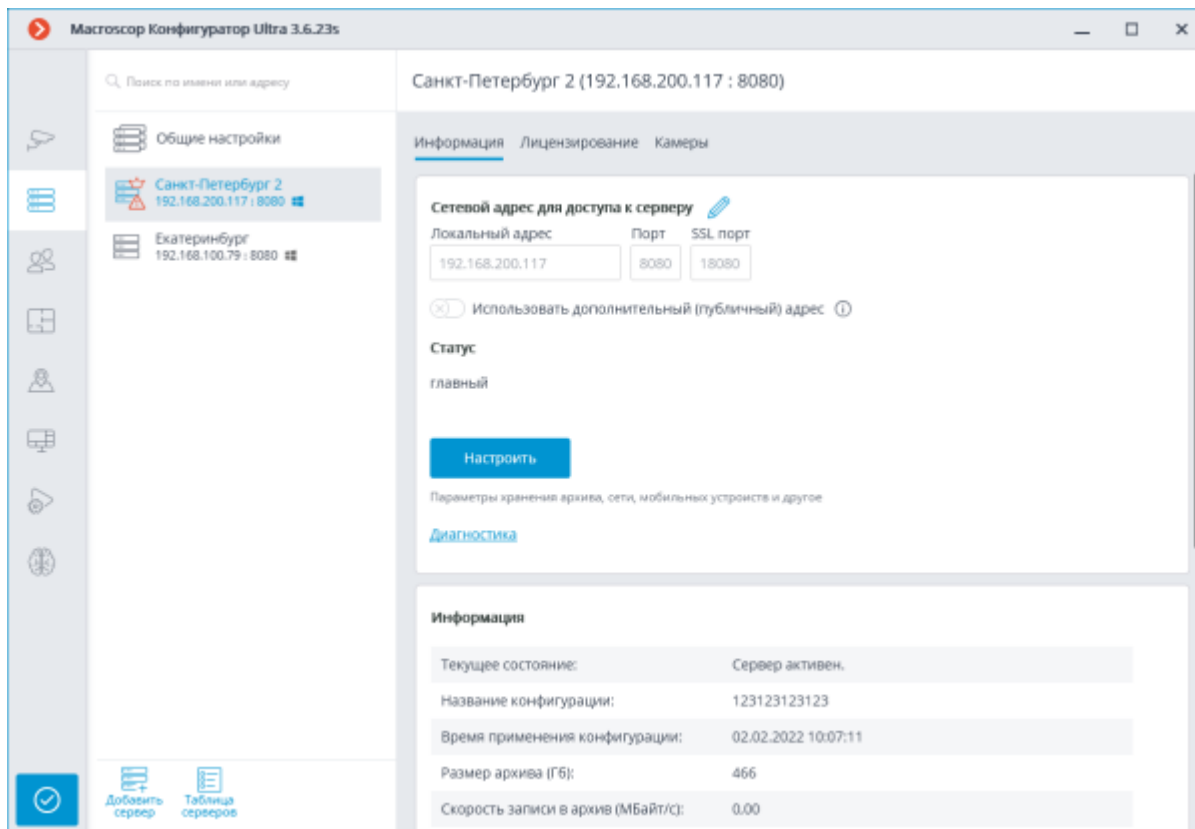 Macroscop Конфигуратор Ultra 3.6.23s
Поиск по имени или адресу
Общие настройки
Санкт-Петербург 2
192.168.200.117 : 8080
Екатеринбург
192.168.100.79 : 8080
Добавить сервер
Таблица серверов
Санкт-Петербург 2 (192.168.200.117 : 8080)
Информация Лицензирование Камеры
Сетевой адрес для доступа к серверу
Локальный адрес Порт SSL порт
192.168.200.117 8080 18080
Использовать дополнительный (публичный) адрес
Статус
главный
Настроить
Параметры хранения архива, сети, мобильных устройств и другое
Диагностика
Информация
Текущее состояние: Сервер активен.
Название конфигурации: 123123123123
Время применения конфигурации: 02.02.2022 10:07:11
Размер архива (Гб): 466
Скорость записи в архив (МБайт/с): 0.00